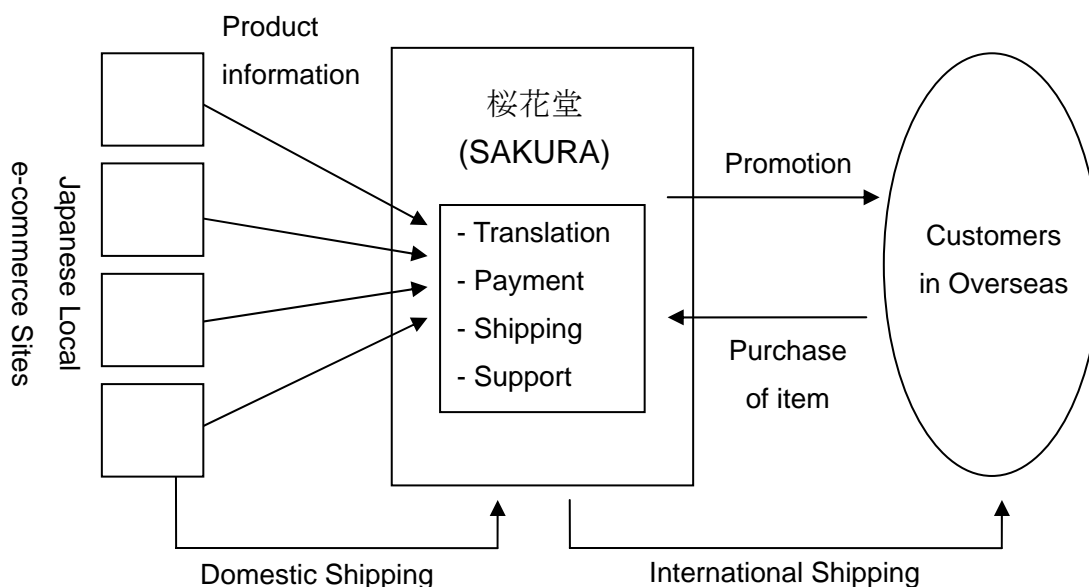 Product
information
桜花堂
(SAKURA)
- Translation
- Payment
- Shipping
- Support
Promotion
Purchase
of item
Customers
in Overseas
Japanese Local
e-commerce Sites
Domestic Shipping
International Shipping